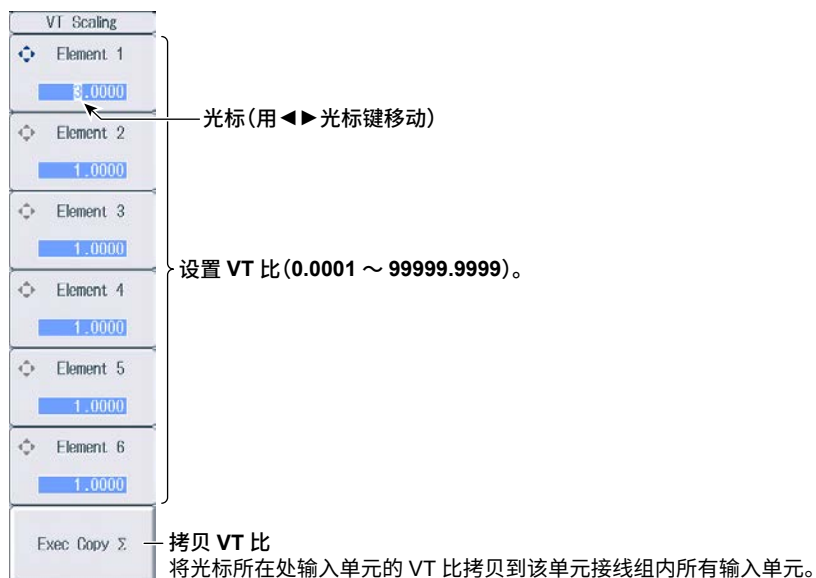 VT Scaling
Element 1
3.0000
光标(用◄►光标键移动)
Element 2
1.0000
Element 3
1.0000
设置 VT 比(0.0001 ～ 99999.9999)。
Element 4
1.0000
Element 5
1.0000
Element 6
1.0000
Exec Copy Σ
拷贝 VT 比
将光标所在处输入单元的 VT 比拷贝到该单元接线组内所有输入单元。